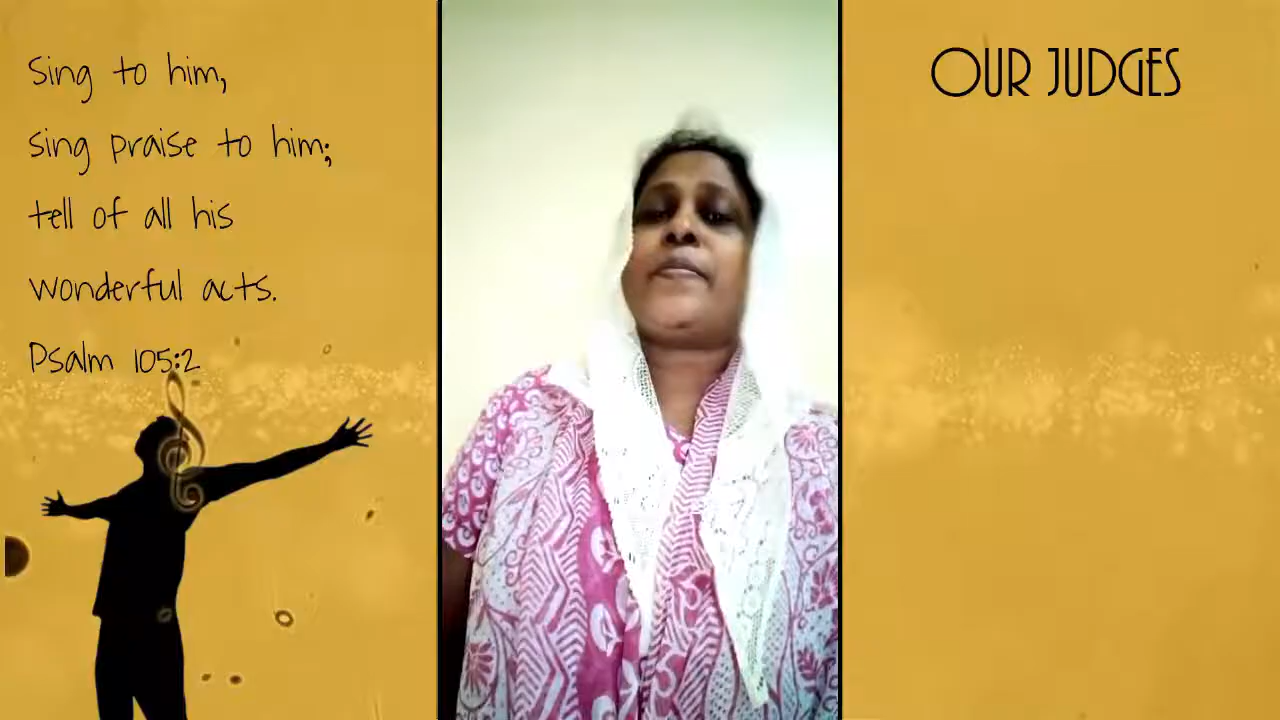 Sing to him,
sing praise to him;
tell of all his
wonderful acts.
Psalm 105:2
OUR JUDGES